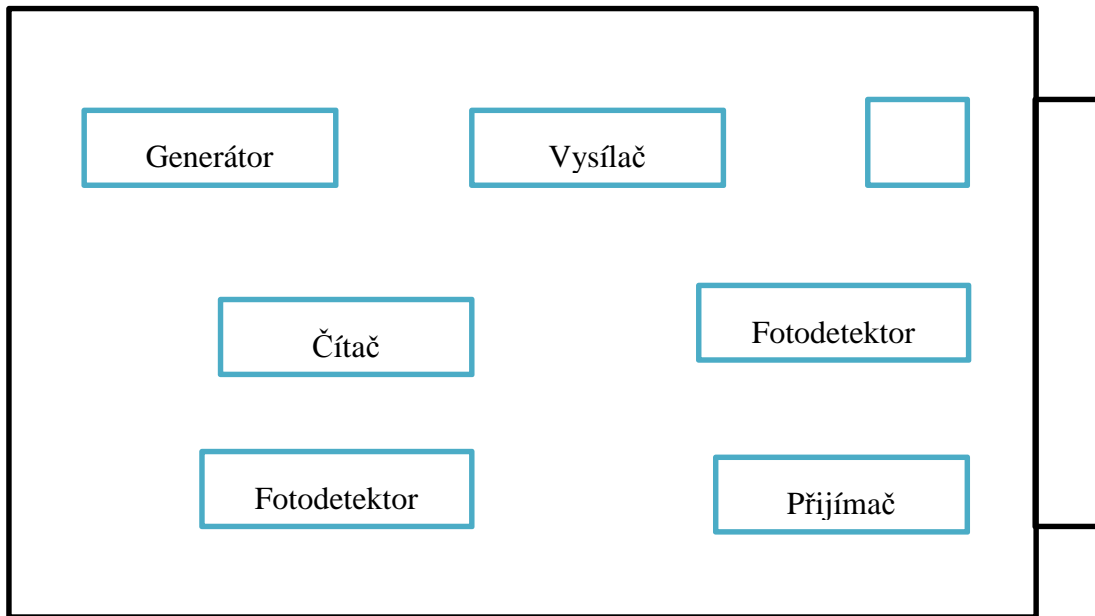 Generátor
Vysílač
Čítač
Fotodetektor
Fotodetektor
Přijímač